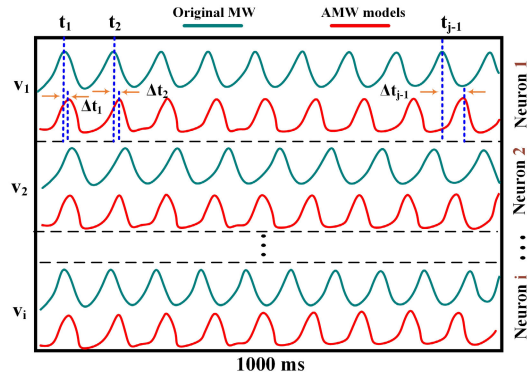 Original MW
AMW models
t1
t2
tj-1
v1
Δt1
Δt2
Δtj-1
Neuron 1
v2
Neuron 2
vi
Neuron i
1000 ms